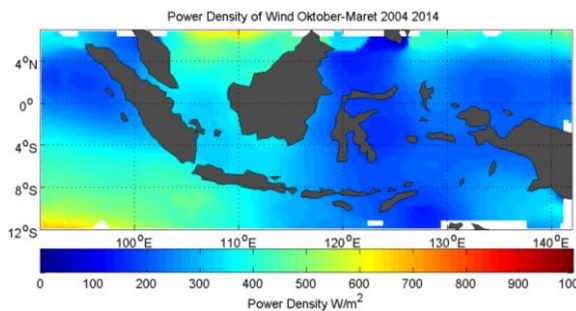 Power Density of Wind Oktober-Maret 2004 2014
4°N
0°
4°S
8°S
12°S
100°E 110°E 120°E 130°E 140°E
0 100 200 300 400 500 600 700 800 900 100
Power Density W/m²